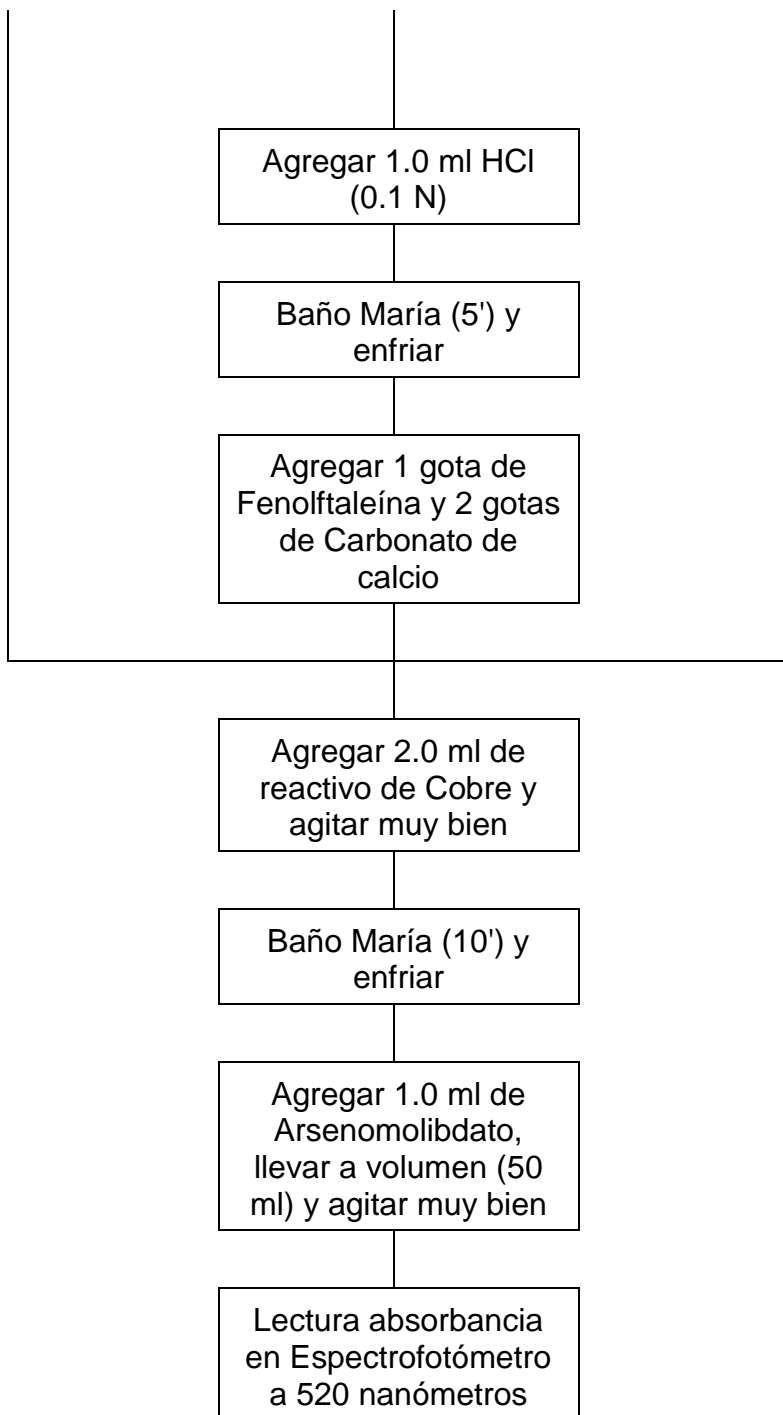 Agregar 1.0 ml HCl
(0.1 N)
Baño María (5') y
enfriar
Agregar 1 gota de
Fenolftaleína y 2 gotas
de Carbonato de
calcio
Agregar 2.0 ml de
reactivo de Cobre y
agitar muy bien
Baño María (10') y
enfriar
Agregar 1.0 ml de
Arsenomolibdato,
llevar a volumen (50
ml) y agitar muy bien
Lectura absorbancia
en Espectrofotómetro
a 520 nanómetros